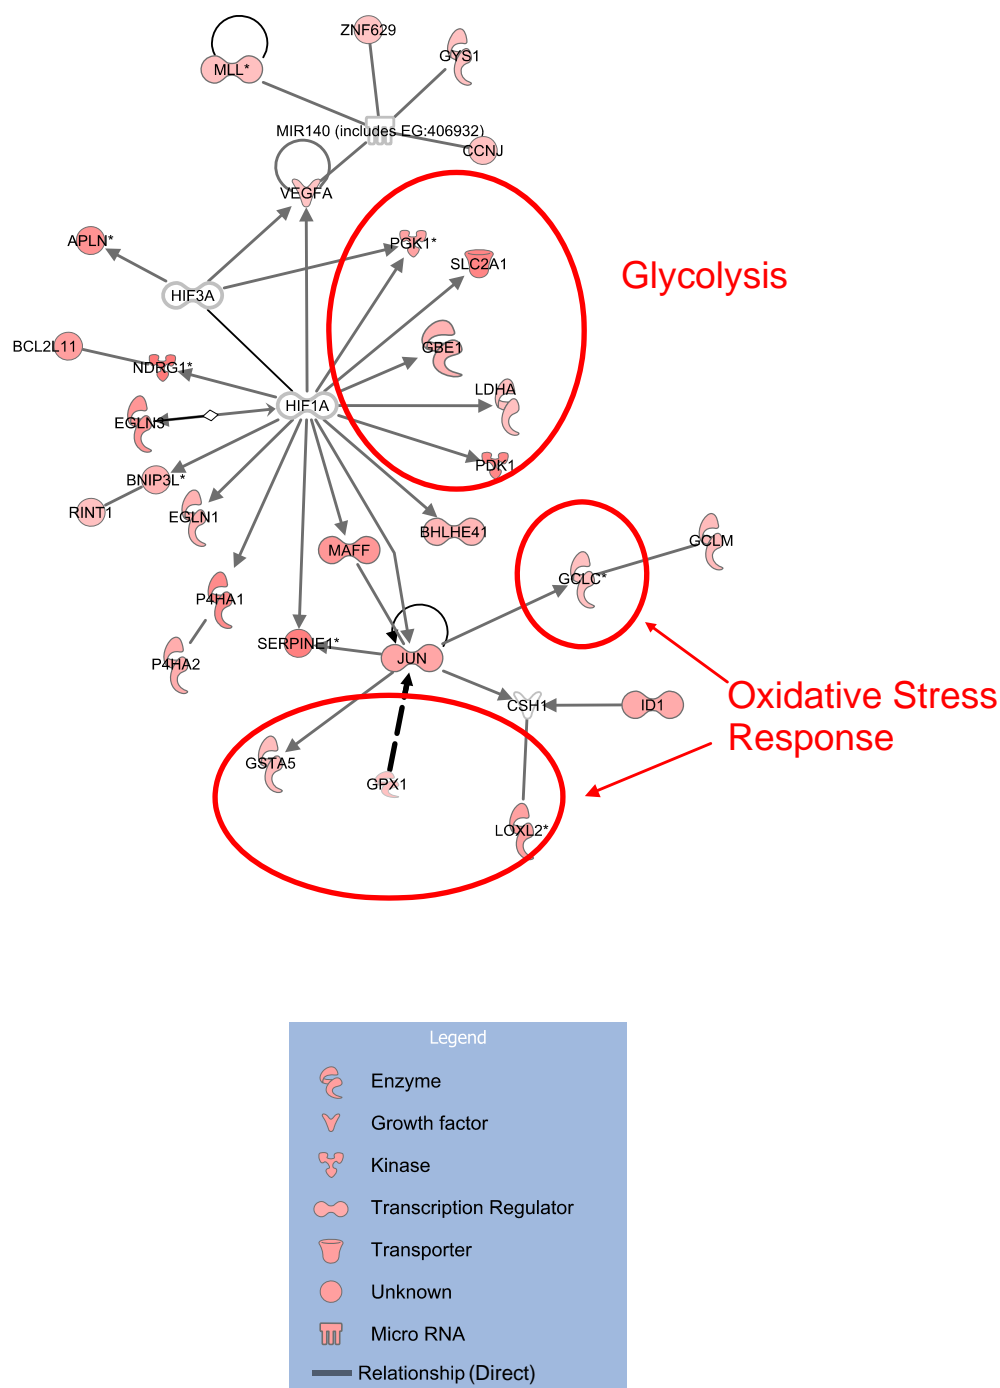 ZNF629
GYS1
MLL*
MIR140 (includes EG:406932)
CCNJ
VEGFA
APLN*
PGK1*
SLC2A1
Glycolysis
HIF3A
BCL2L11
NDRG1*
GBE1
LDHA
HIF1A
EGLN3
PDK1
BNIP3L*
RINT1
EGLN1
BHLHE41
MAFF
GCLM
GCLC*
P4HA1
SERPINE1*
JUN
P4HA2
Oxidative Stress
Response
CSH1
ID1
GSTA5
GPX1
LOXL2*
Legend
Enzyme
Growth factor
Kinase
Transcription Regulator
Transporter
Unknown
Micro RNA
Relationship (Direct)